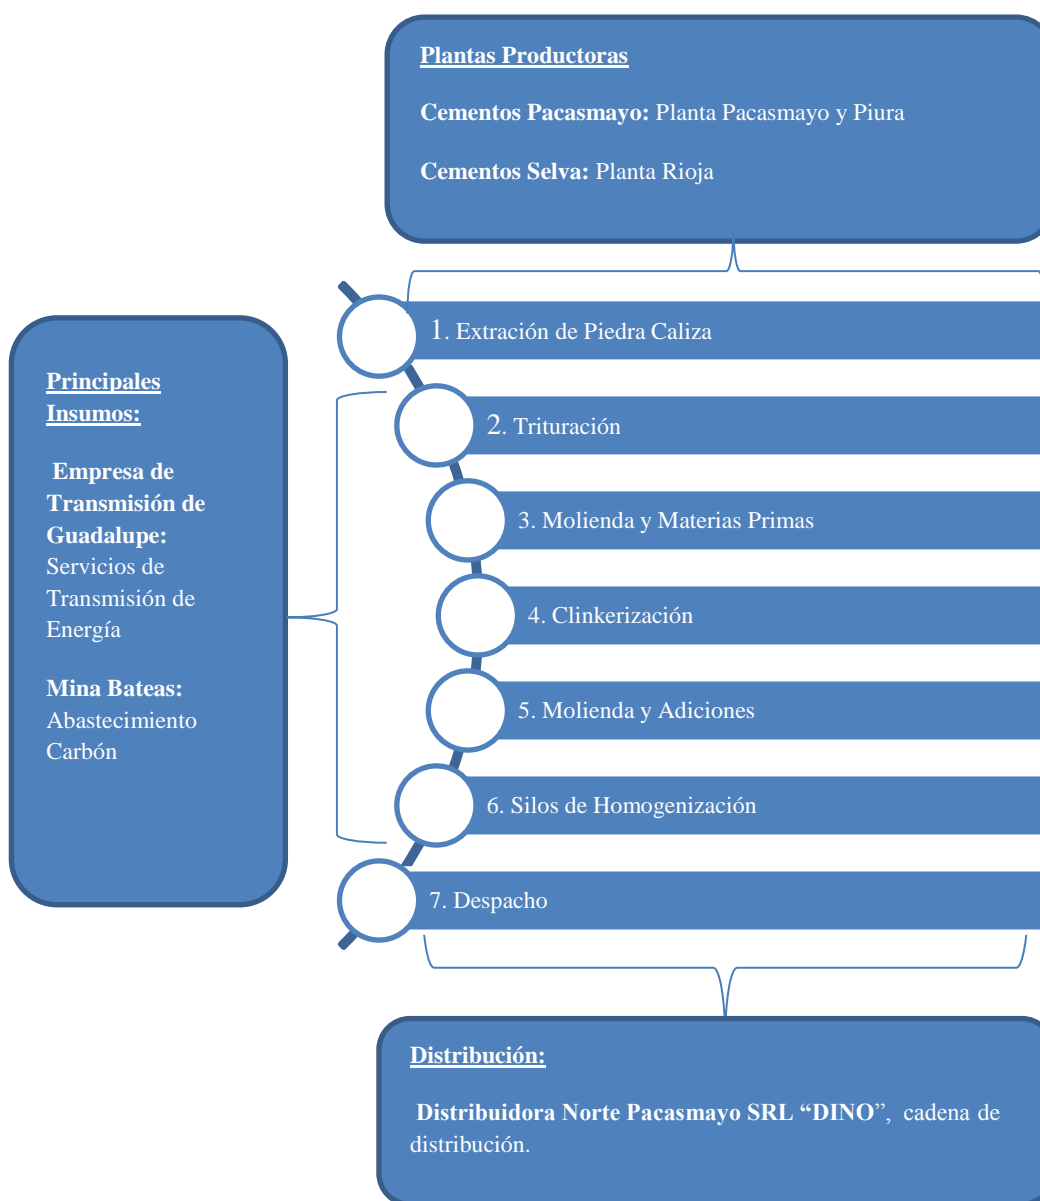 Plantas Productoras
Cementos Pacasmayo: Planta Pacasmayo y Piura
Cementos Selva: Planta Rioja
1. Extracción de Piedra Caliza
Principales
Insumos:
Empresa de
Transmisión de
Guadalupe:
Servicios de
Transmisión de
Energía
Mina Bateas:
Abastecimiento
Carbón
2. Trituración
3. Molienda y Materias Primas
4. Clinkerización
5. Molienda y Adiciones
6. Silos de Homogenización
7. Despacho
Distribución:
Distribuidora Norte Pacasmayo SRL “DINO”, cadena de
distribución.